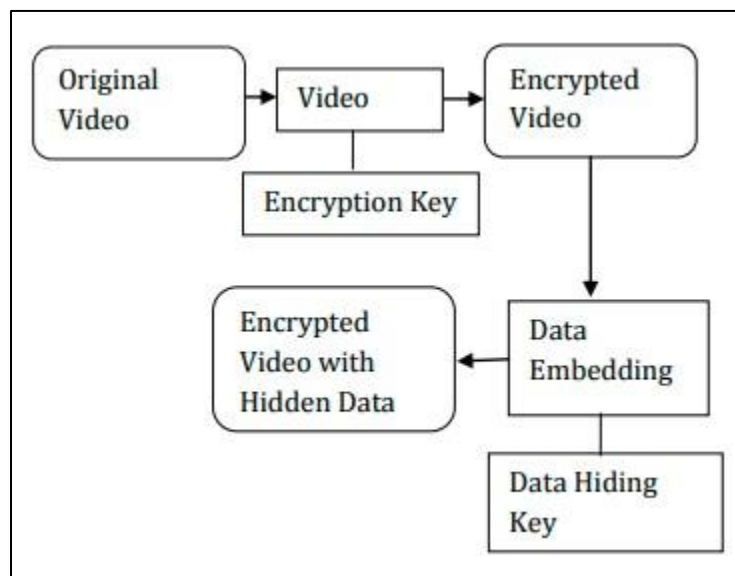 Original
Video
Video
Encrypted
Video
Encryption Key
Encrypted
Video with
Hidden Data
Data
Embedding
Data Hiding
Key